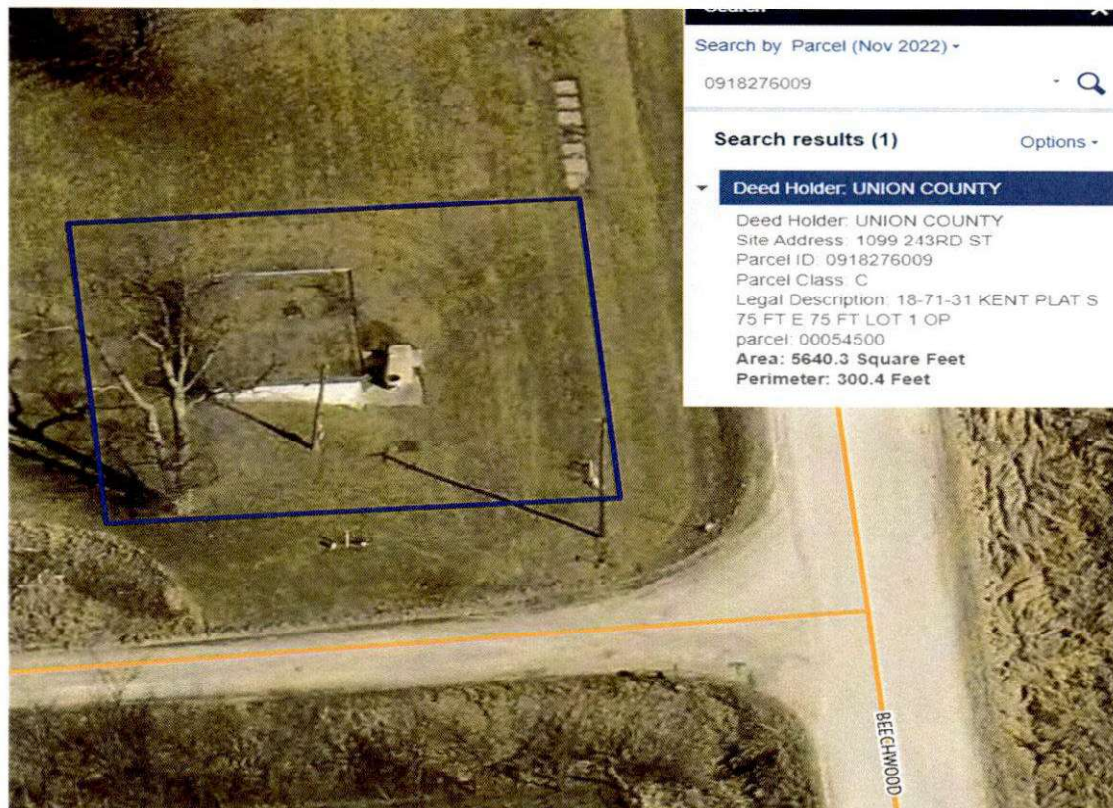 Search ×
Search by Parcel (Nov 2022)
0918276009
Search results (1) Options
Deed Holder: UNION COUNTY
Deed Holder: UNION COUNTY
Site Address: 1099 243RD ST
Parcel ID: 0918276009
Parcel Class: C
Legal Description: 18-71-31 KENT PLAT S
75 FT E 75 FT LOT 1 OP
parcel: 00054500
Area: 5640.3 Square Feet
Perimeter: 300.4 Feet
BEECHWOOD